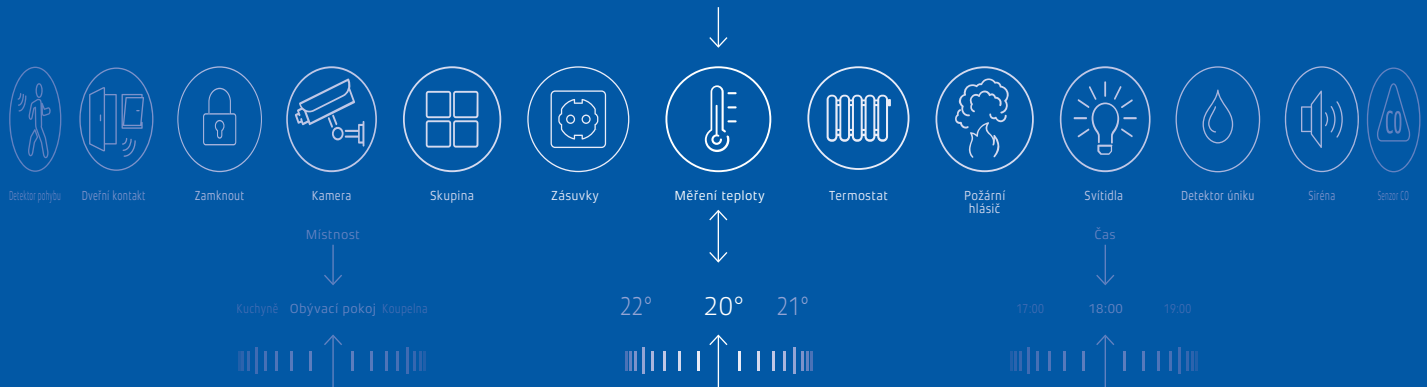 CO
Detektor pohybu Dveřní kontakt Zamknout Kamera Skupina Zásuvky Měření teploty Termostat Požární Svítidla Detektor úniku Siréna Senzor CO
hlásič
Místnost Čas
Kuchyně Obývací pokoj Koupelna 22° 20° 21° 17:00 18:00 19:00